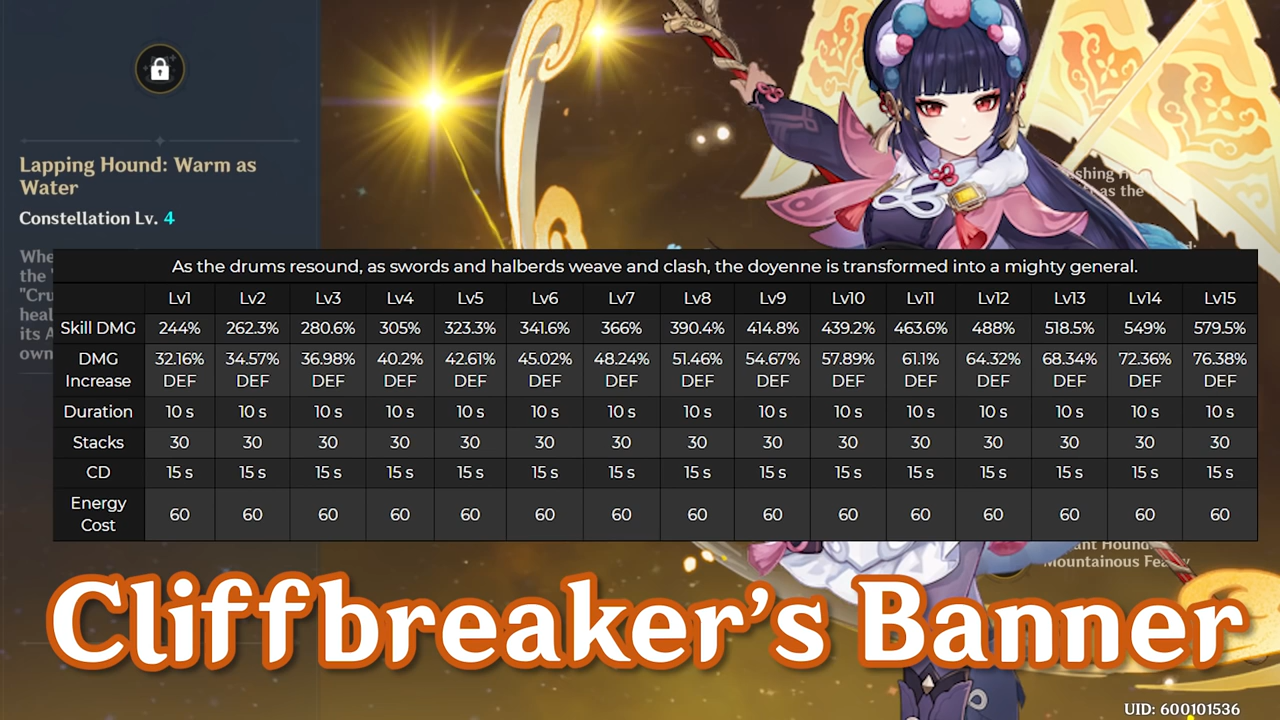 Lapping Hound: Warm as
Water
Constellation Lv. 4
the
its
own
shing
as the
As the drums resound, as swords and halberds weave and clash, the doyenne is transformed into a mighty general.
Lv1 Lv2 Lv3 Lv4 Lv5 Lv6 Lv7 Lv8 Lv9 Lv10 Lv11 Lv12 Lv13 Lv14 Lv15
Skill DMG 244% 262.3% 280.6% 305% 323.3% 341.6% 366% 390.4% 414.8% 439.2% 463.6% 488% 518.5% 549% 579.5%
DMG Increase 32.16% DEF 34.57% DEF 36.98% DEF 40.2% DEF 42.61% DEF 45.02% DEF 48.24% DEF 51.46% DEF 54.67% DEF 57.89% DEF 61.1% DEF 64.32% DEF 68.34% DEF 72.36% DEF 76.38% DEF
Duration 10 s 10 s 10 s 10 s 10 s 10 s 10 s 10 s 10 s 10 s 10 s 10 s 10 s 10 s 10 s
Stacks 30 30 30 30 30 30 30 30 30 30 30 30 30 30 30
CD 15 s 15 s 15 s 15 s 15 s 15 s 15 s 15 s 15 s 15 s 15 s 15 s 15 s 15 s 15 s
Energy Cost 60 60 60 60 60 60 60 60 60 60 60 60 60 60 60
Hound:
Mountainous
Cliffbreaker's Banner
UID: 600101536